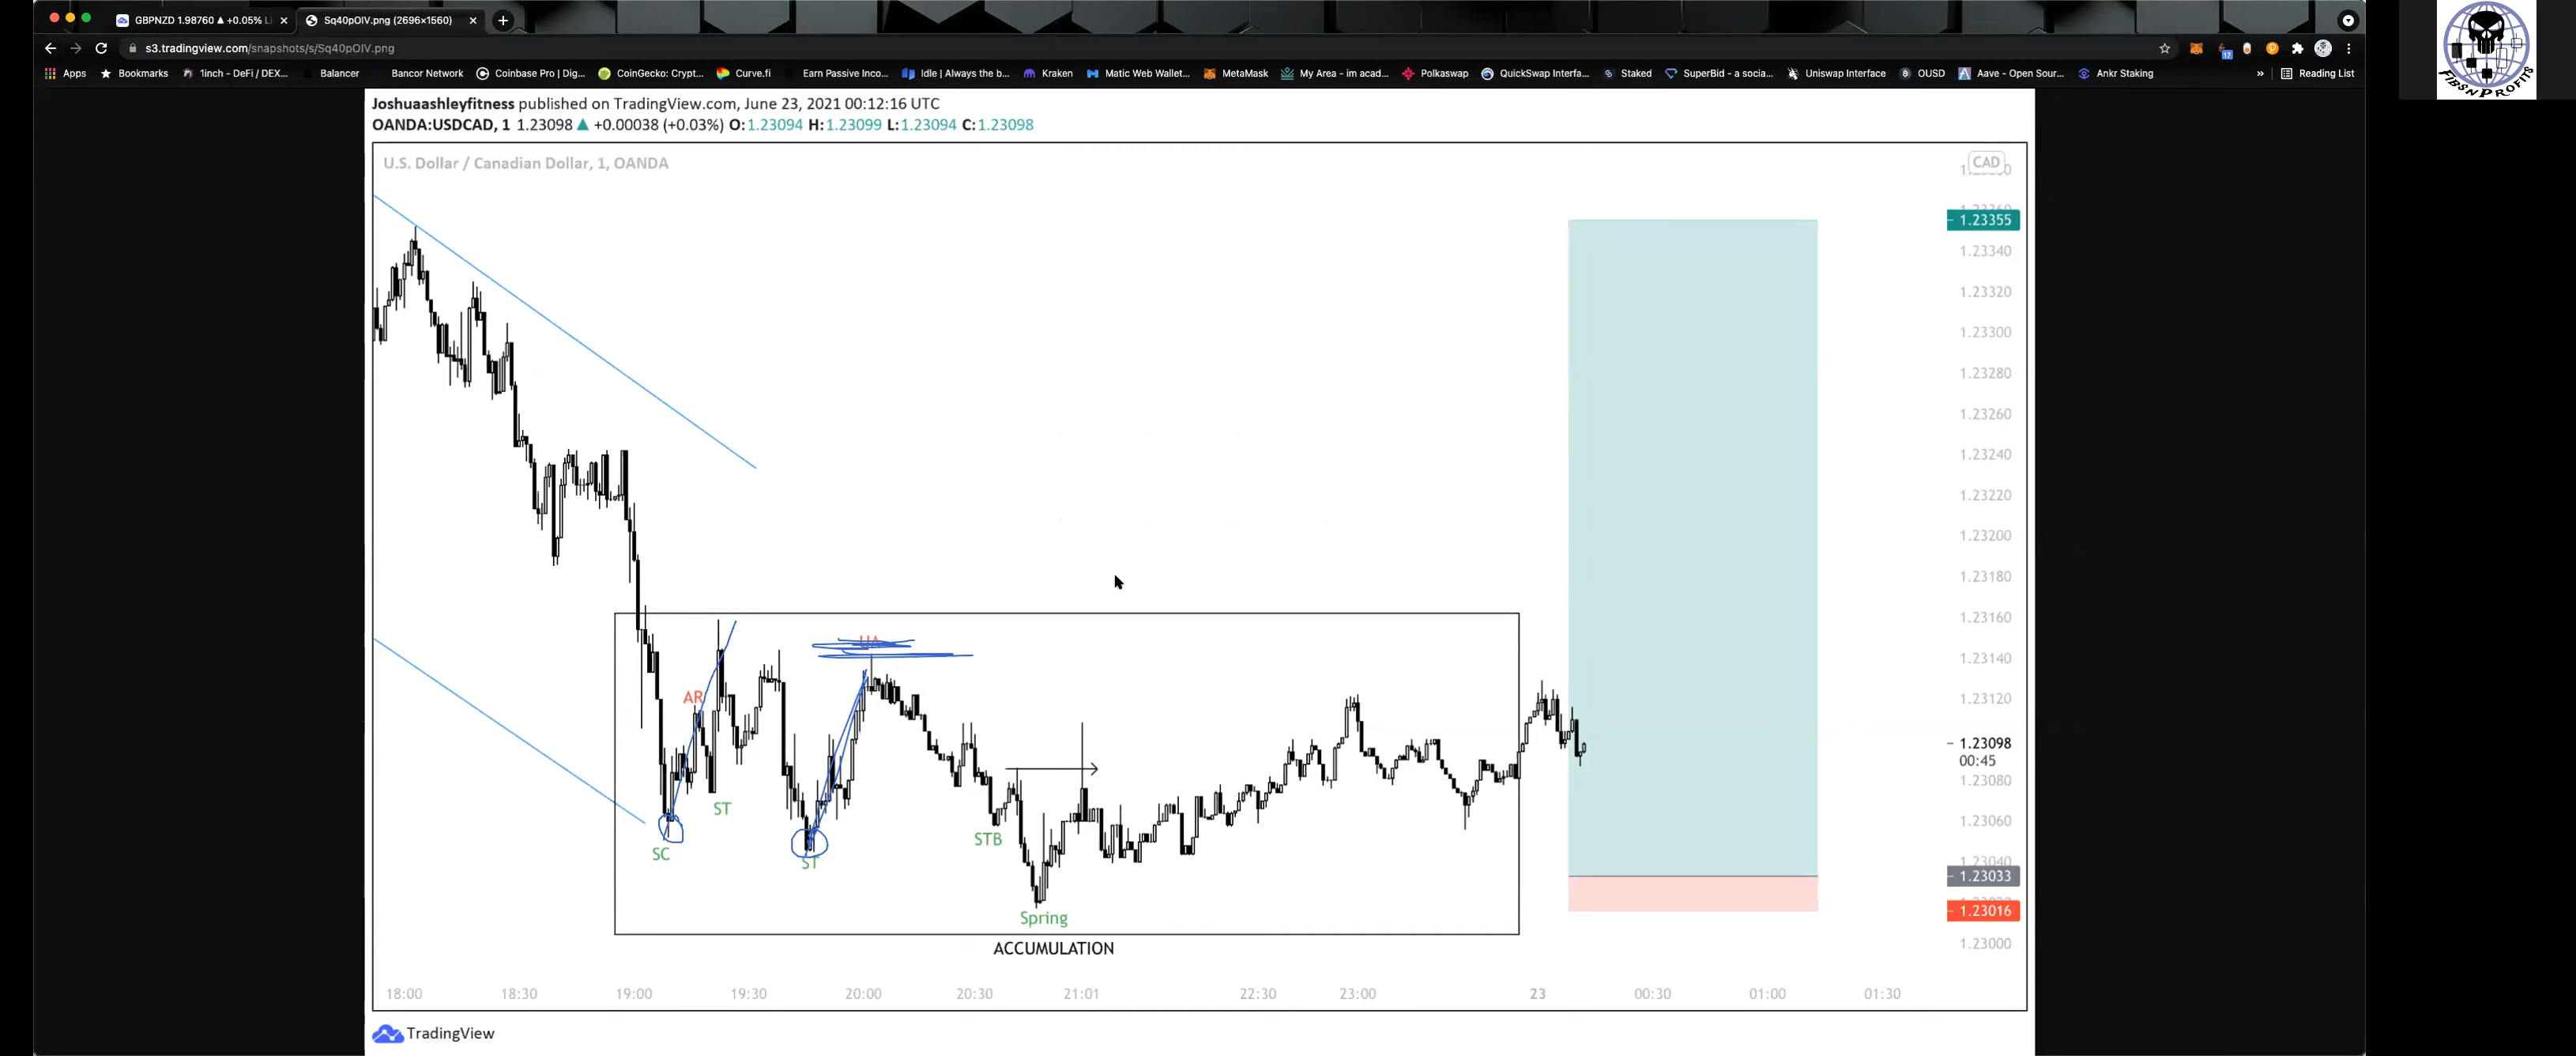 GBPNZD 1.98760 ▲ +0.05%
Sq40pOIV.png (2696×1560)
s3.tradingview.com/snapshots/s/Sq40pOIV.png
17
Apps Bookmarks 1inch - DeFi / DEX... Balancer Bancor Network Coinbase Pro | Dig... CoinGecko: Crypt... Curve.fi Earn Passive Inco... Idle | Always the b... Kraken Matic Web Wallet... MetaMask My Area - im acad... Polkaswap QuickSwap Interfa... Staked SuperBid - a socia... Uniswap Interface OUSD Aave - Open Sour... Ankr Staking » Reading List
FIBSNPROFITS
Joshuaashleyfitness published on TradingView.com, June 23, 2021 00:12:16 UTC
OANDA:USDCAD, 1 1.23098 ▲ +0.00038 (+0.03%) O:1.23094 H:1.23099 L:1.23094 C:1.23098
U.S. Dollar / Canadian Dollar, 1, OANDA
CAD
1.23355
1.23340
1.23320
1.23300
1.23280
1.23260
1.23240
1.23220
1.23200
1.23180
1.23160
1.23140
1.23120
1.23098
00:45
1.23080
1.23060
1.23040
1.23033
1.23016
1.23000
AR
ST
SC
ST
STB
Spring
ACCUMULATION
18:00 18:30 19:00 19:30 20:00 20:30 21:01 22:30 23:00 23 00:30 01:00 01:30
TradingView